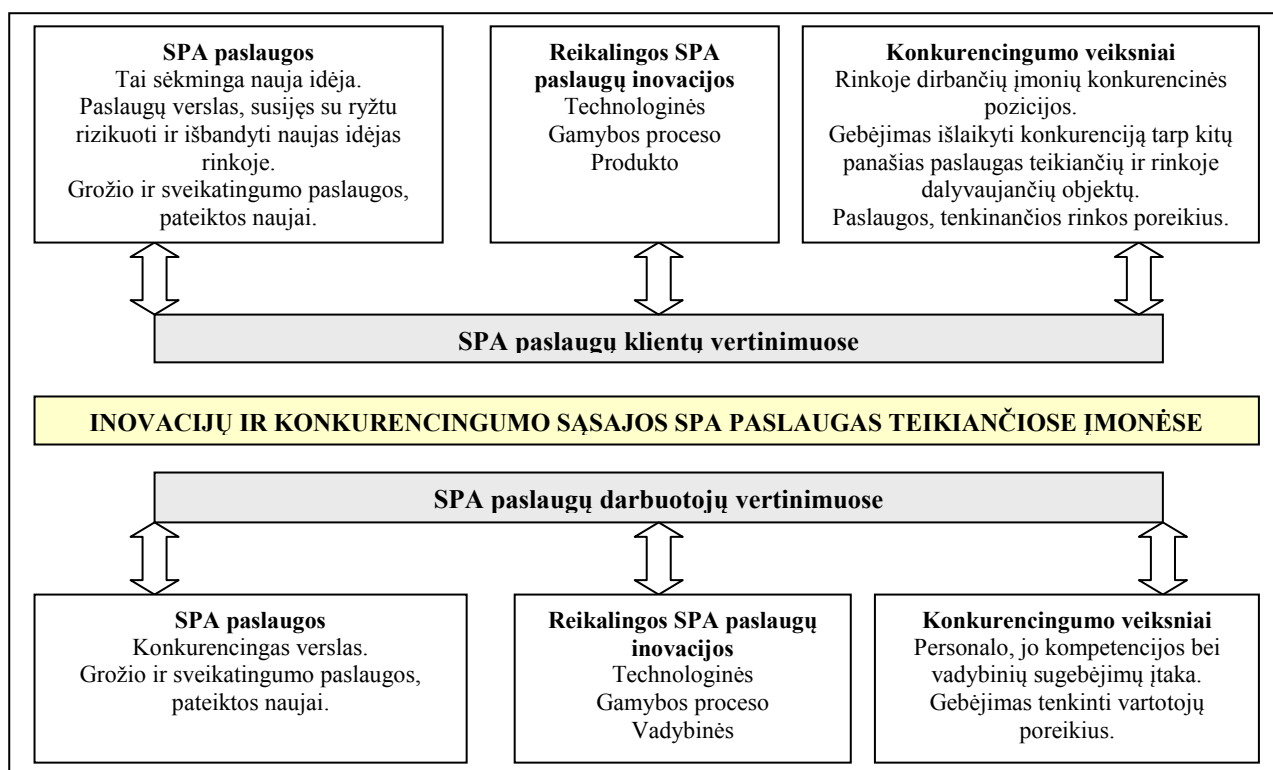 SPA paslaugos
Tai sėkminga nauja idėja.
Paslaugų verslas, susijęs su ryžtu
rizikuoti ir išbandyti naujas idėjas
rinkoje.
Grožio ir sveikatingumo paslaugos,
pateiktos naujai.
Reikalingos SPA
paslaugų inovacijos
Technologinės
Gamybos proceso
Produkto
Konkurencingumo veiksniai
Rinkoje dirbančių įmonių konkurencinės
pozicijos.
Gebėjimas išlaikyti konkurenciją tarp kitų
panašias paslaugas teikiančių ir rinkoje
dalyvaujančių objektų.
Paslaugos, tenkinančios rinkos poreikius.
SPA paslaugų klientų vertinimuose
INOVACIJŲ IR KONKURENCINGUMO SĄSAJOS SPA PASLAUGAS TEIKIANČIOSE ĮMONĖSE
SPA paslaugų darbuotojų vertinimuose
SPA paslaugos
Konkurencingas verslas.
Grožio ir sveikatingumo paslaugos,
pateiktos naujai.
Reikalingos SPA paslaugų
inovacijos
Technologinės
Gamybos proceso
Vadybinės
Konkurencingumo veiksniai
Personalo, jo kompetencijos bei
vadybinių sugebėjimų įtaka.
Gebėjimas tenkinti vartotojų
poreikius.